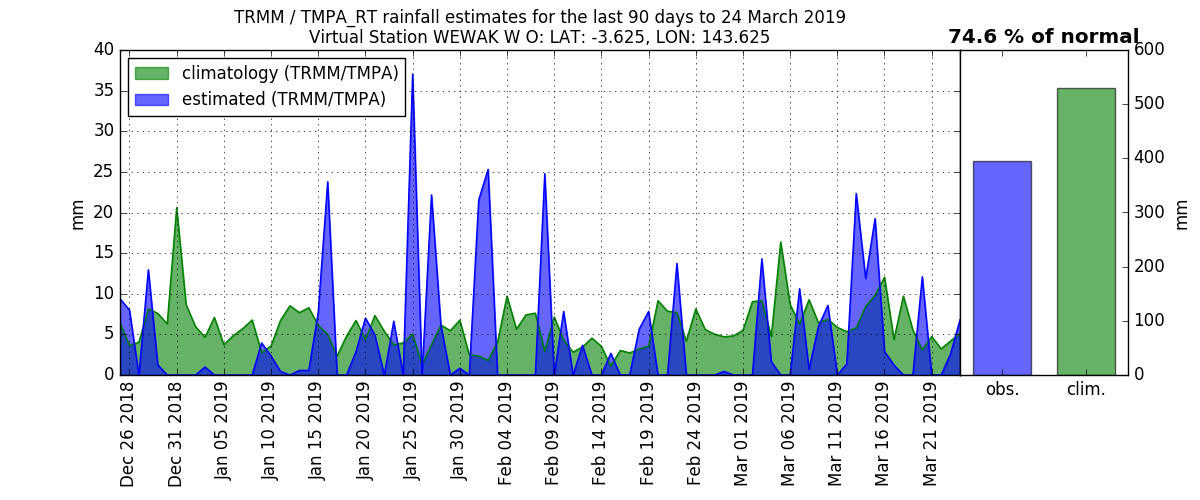 TRMM / TMPA_RT rainfall estimates for the last 90 days to 24 March 2019
Virtual Station WEWAK W O: LAT: -3.625, LON: 143.625
74.6 % of normal
climatology (TRMM/TMPA)
estimated (TRMM/TMPA)
mm
40
35
30
25
20
15
10
5
0
Dec 26 2018
Dec 31 2018
Jan 05 2019
Jan 10 2019
Jan 15 2019
Jan 20 2019
Jan 25 2019
Jan 30 2019
Feb 04 2019
Feb 09 2019
Feb 14 2019
Feb 19 2019
Feb 24 2019
Mar 01 2019
Mar 06 2019
Mar 11 2019
Mar 16 2019
Mar 21 2019
obs.
clim.
600
500
400
300
200
100
0
mm